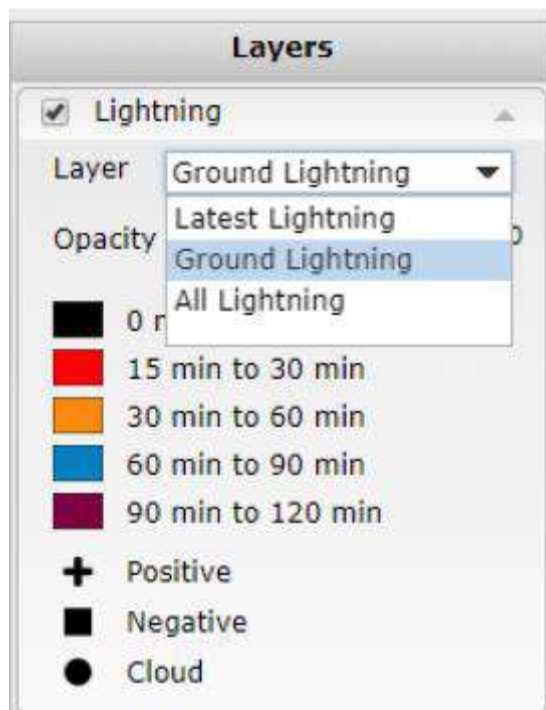 Layers
Lightning
Layer Ground Lightning
Latest Lightning
Opacity
Ground Lightning
All Lightning
0
15 min to 30 min
30 min to 60 min
60 min to 90 min
90 min to 120 min
Positive
Negative
Cloud